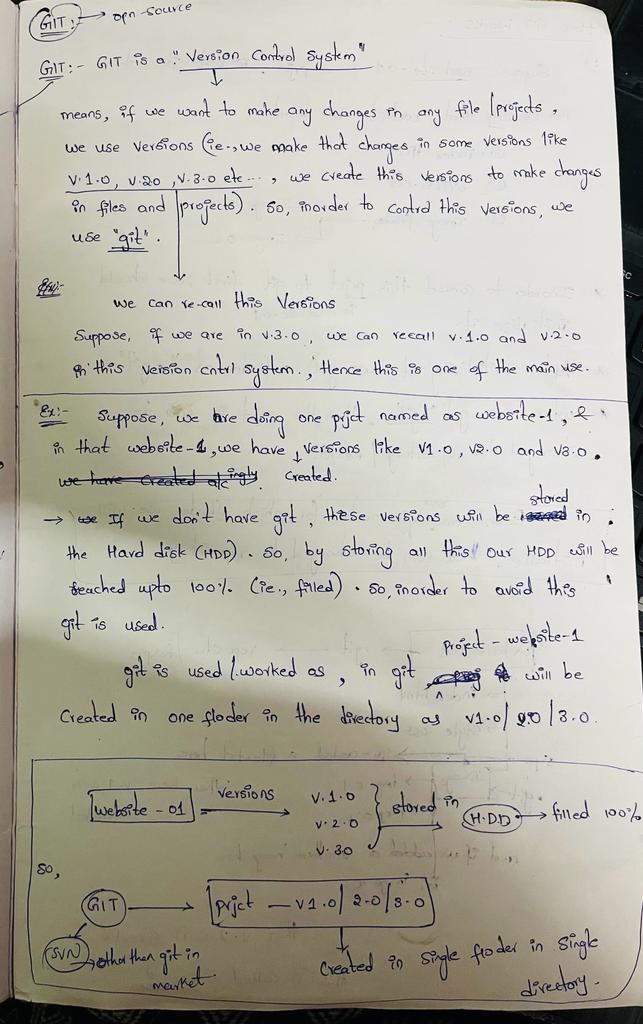 GIT: → opn-source
GIT:- GIT is a "Version Control System"
means, if we want to make any changes in any file/projects,
we use versions (ie.,we make that changes in some versions like
V.1.0, V.2.0, V.3.0 etc..., we create this versions to make changes
in files and projects). So, inorder to control this versions, we
use "git".
we can re-call this Versions
Suppose, if we are in v.3.0, we can recall v.1.0 and v.2.0
in this veision cntrl system., Hence this is one of the main use.
Ex:- Suppose, we are doing one prjct named as website-1, &
in that website-1, we have versions like V1.0, V2.0 and V3.0.
we have created a/c ingly created.
→ we If we don't have git, these versions will be stored in
the Hard disk (HDD). So, by storing all this our HDD will be
reached upto 100% (ie., filled). So, inorder to avoid this
git is used.
git is used /.worked as, in git project - website-1 will be
Created in one floder in the directory as v1.0/2.0/3.0.
website-01 versions → v.1.0 v.2.0 v.30 } stored in → H.DD → filled 100%
So,
GIT → prjct — v1.0/2.0/3.0
SVN → other than git in market
Created in single floder in single
directory.